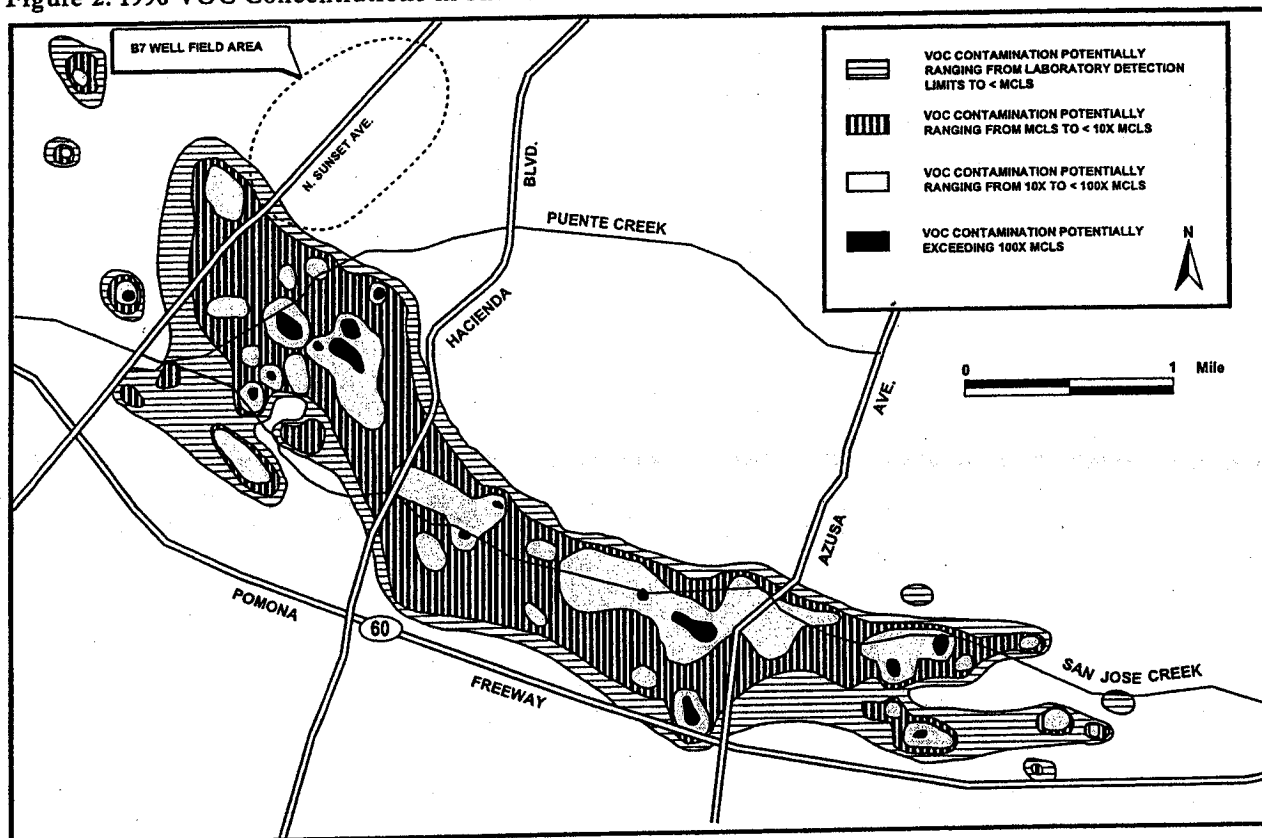 Figure 2. 1996 VOC Concentrations in
B7 WELL FIELD AREA
N. SUNSET AVE.
BLVD.
HACIENDA
PUENTE CREEK
AZUSA
AVE.
POMONA
60
FREEWAY
SAN JOSE CREEK
VOC CONTAMINATION POTENTIALLY
RANGING FROM LABORATORY DETECTION
LIMITS TO < MCLS
VOC CONTAMINATION POTENTIALLY
RANGING FROM MCLS TO < 10X MCLS
VOC CONTAMINATION POTENTIALLY
RANGING FROM 10X TO < 100X MCLS
VOC CONTAMINATION POTENTIALLY
EXCEEDING 100X MCLS
N
0 1 Mile